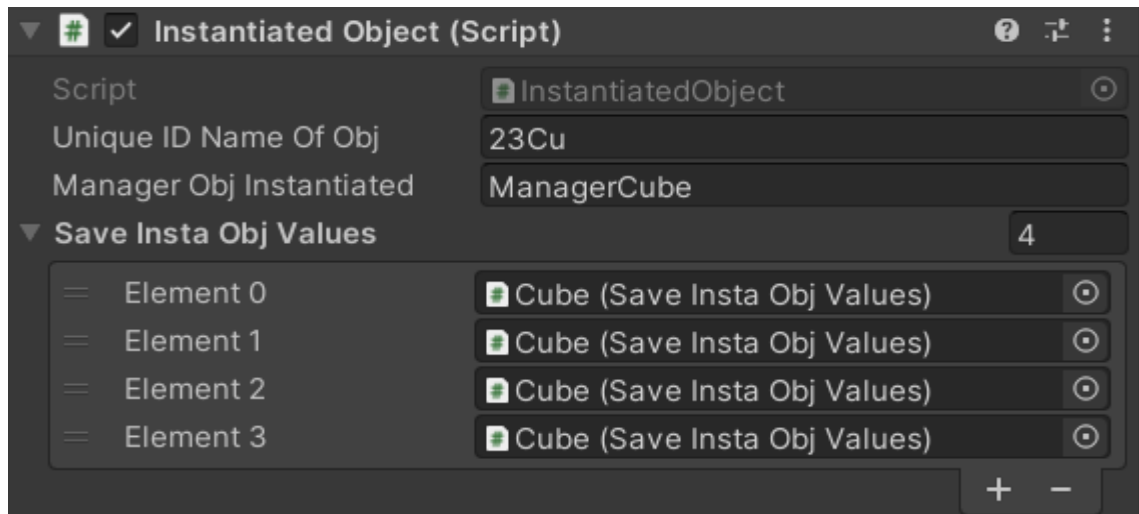 Instantiated Object (Script)
Script InstantiatedObject
Unique ID Name Of Obj 23Cu
Manager Obj Instantiated ManagerCube
Save Insta Obj Values 4
Element 0 Cube (Save Insta Obj Values)
Element 1 Cube (Save Insta Obj Values)
Element 2 Cube (Save Insta Obj Values)
Element 3 Cube (Save Insta Obj Values)